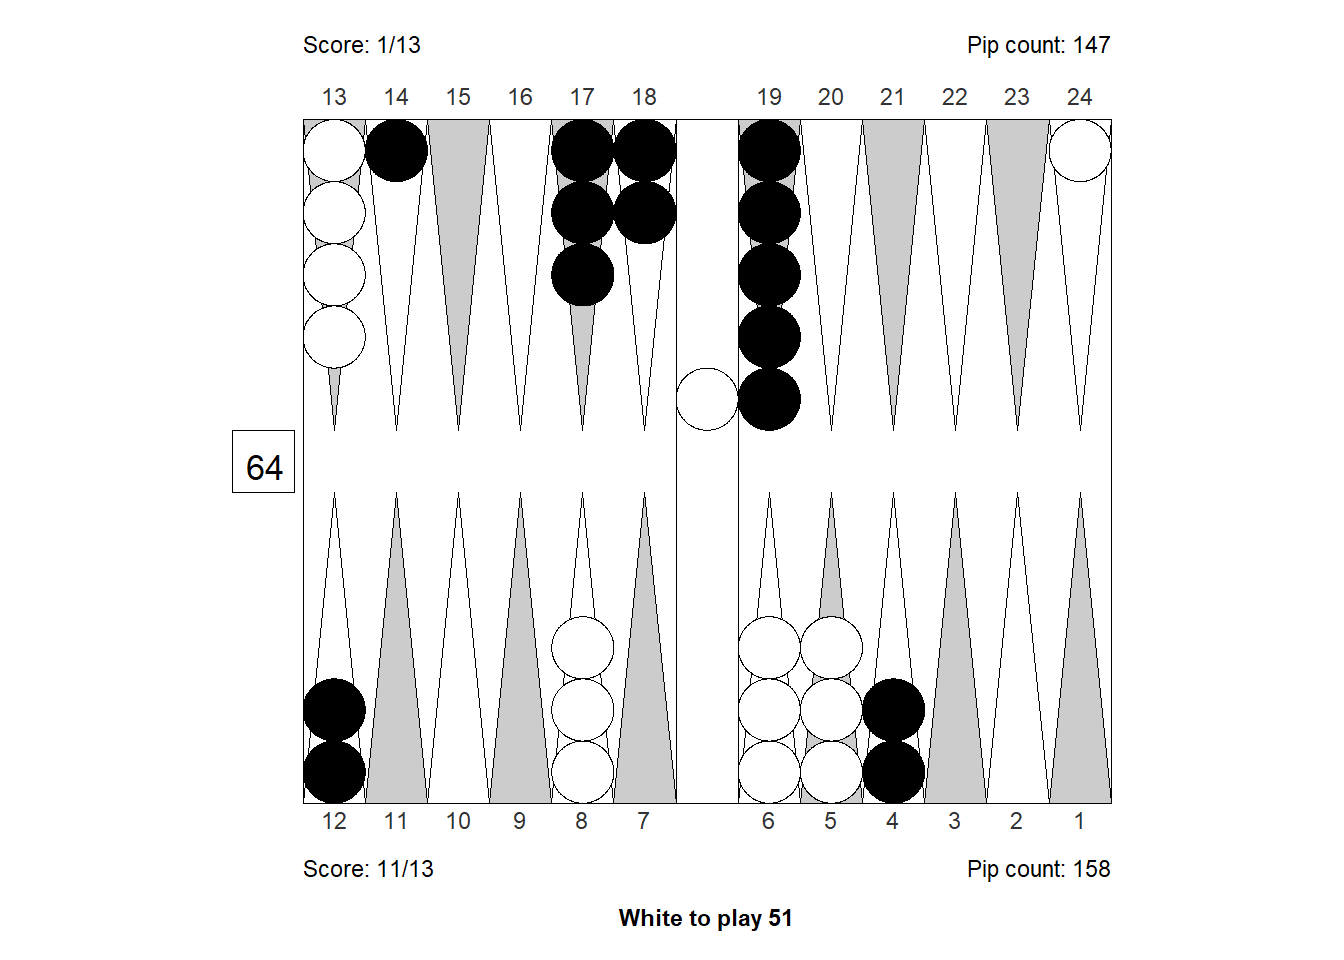 Score: 1/13 Pip count: 147
13 14 15 16 17 18 19 20 21 22 23 24
64
12 11 10 9 8 7 6 5 4 3 2 1
Score: 11/13 Pip count: 158
White to play 51